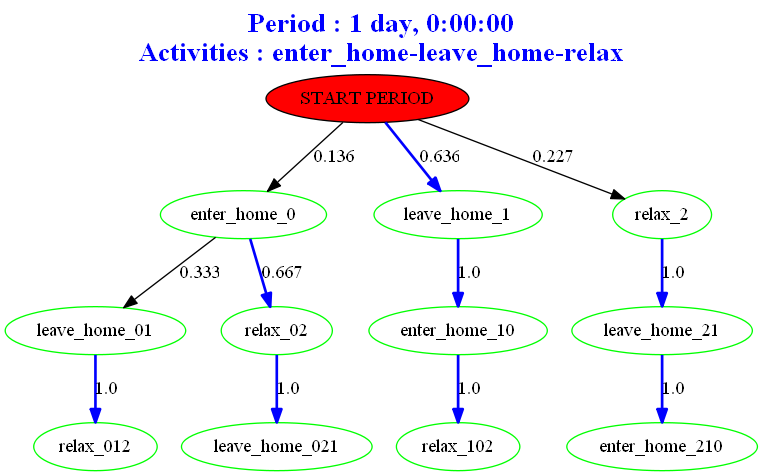 Period : 1 day, 0:00:00
Activities : enter_home-leave_home-relax
START PERIOD
0.136
0.636
0.227
enter_home_0
leave_home_1
relax_2
0.333
0.667
1.0
1.0
leave_home_01
relax_02
enter_home_10
leave_home_21
1.0
1.0
1.0
1.0
relax_012
leave_home_021
relax_102
enter_home_210